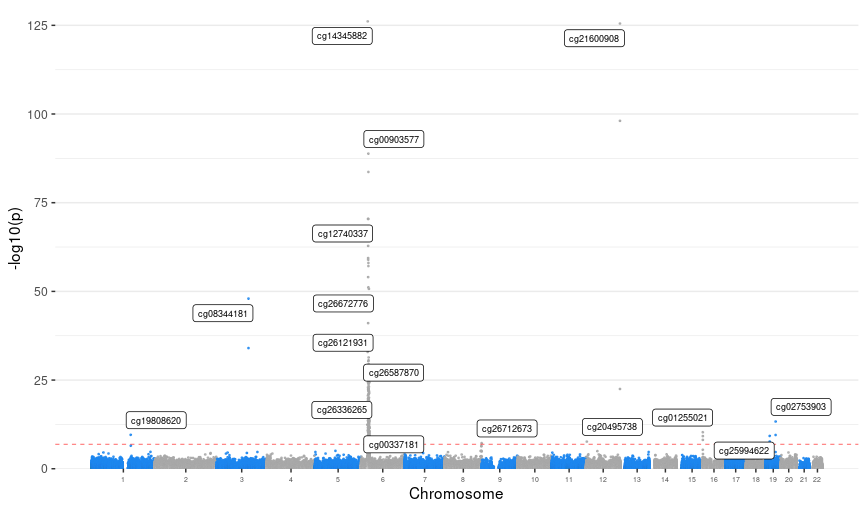 125
cg14345882
cg21600908
100
cg00903577
75
cg12740337
50
cg26672776
cg08344181
cg26121931
25
cg26587870
cg26336265
cg02753903
cg19808620
cg01255021
cg26712673
cg20495738
cg00337181
cg25994622
0
-log10(p)
1 2 3 4 5 6 7 8 9 10 11 12 13 14 15 16 17 18 19 20 21 22
Chromosome